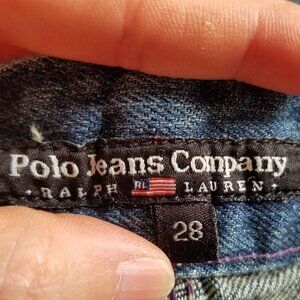 Polo Jeans Company
• RALPH RL LAUREN •
28